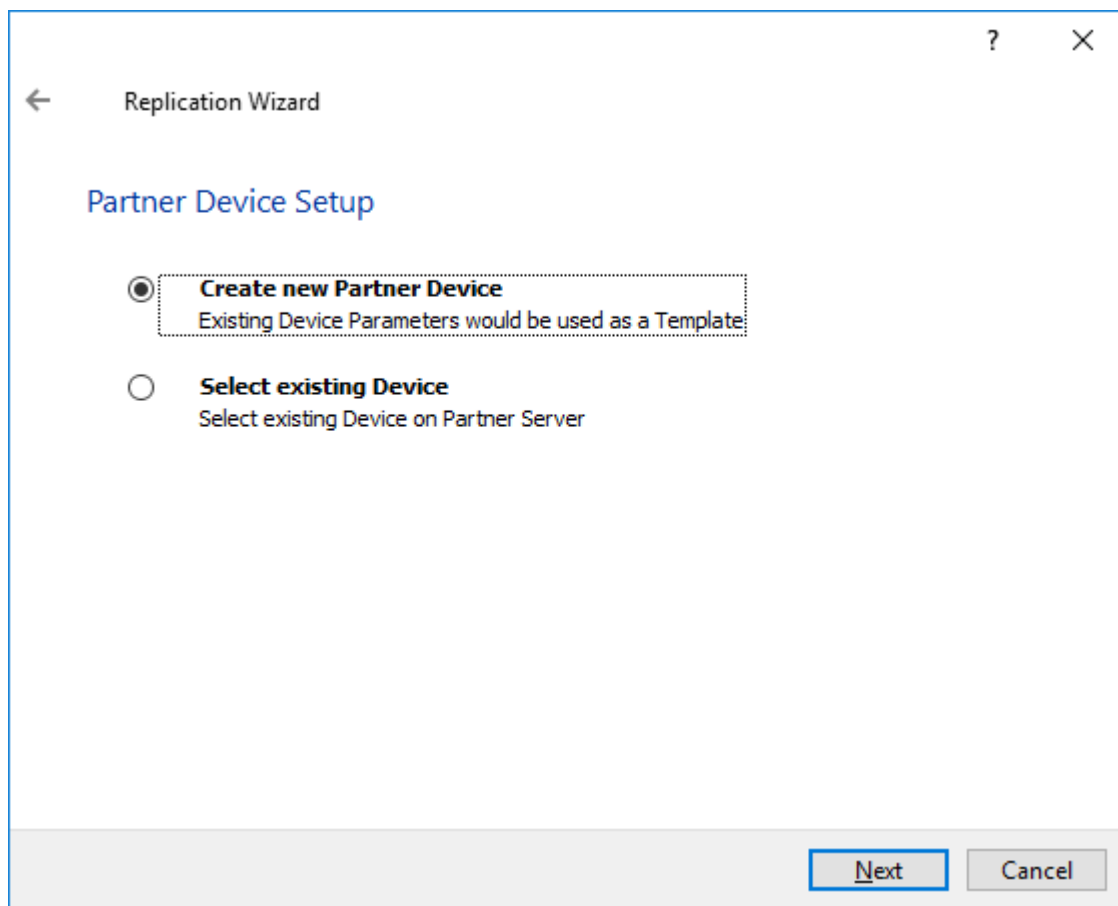 ?
Replication Wizard
Partner Device Setup
Create new Partner Device
Existing Device Parameters would be used as a Template
Select existing Device
Select existing Device on Partner Server
Next
Cancel